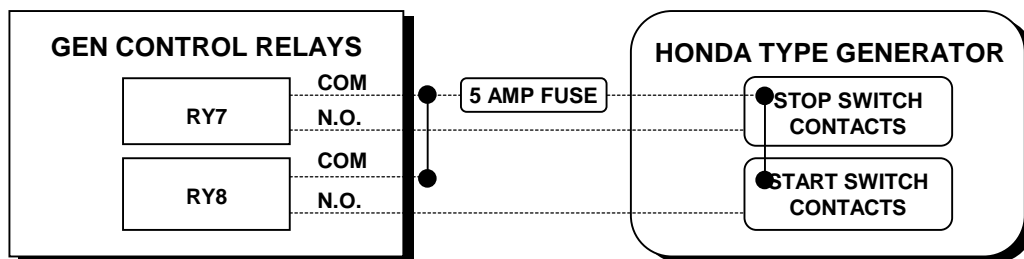 GEN CONTROL RELAYS
HONDA TYPE GENERATOR
COM
RY7
N.O.
5 AMP FUSE
STOP SWITCH
CONTACTS
COM
RY8
N.O.
START SWITCH
CONTACTS